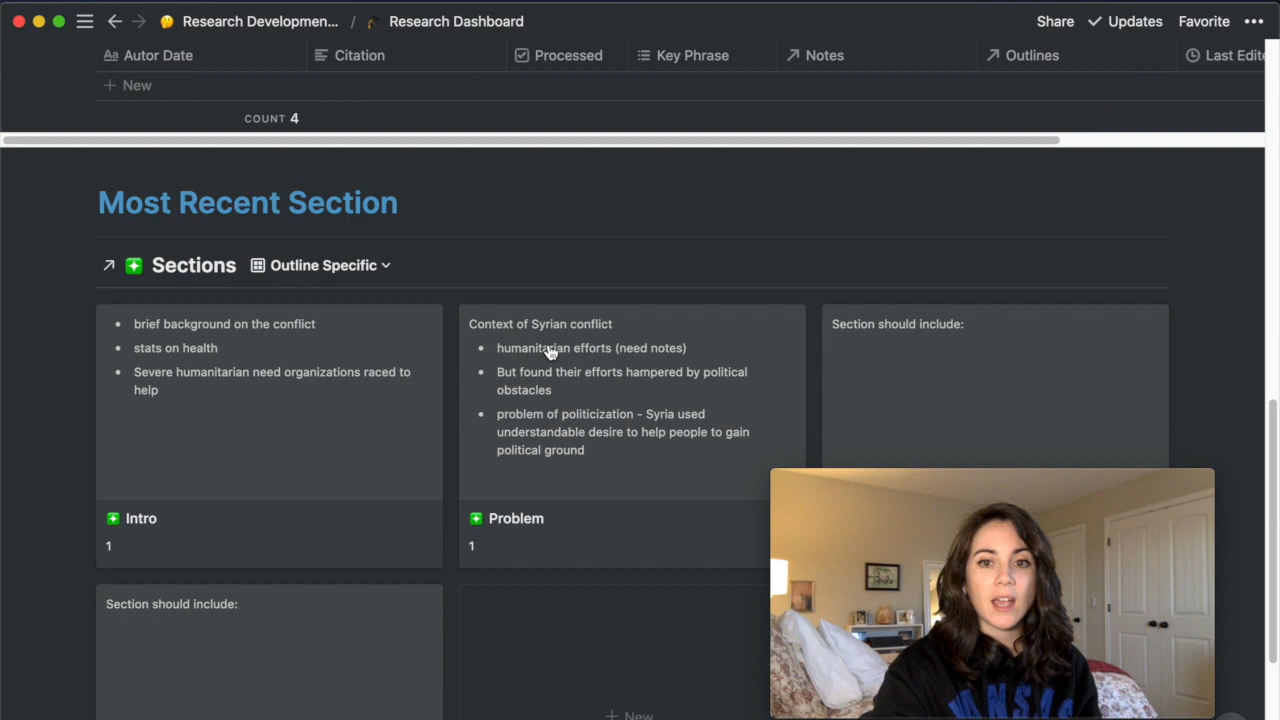 Research Developmen... / Research Dashboard
Share Updates Favorite
Aa Autor Date Citation Processed Key Phrase Notes Outlines Last Edite
+ New
COUNT 4
Most Recent Section
Sections Outline Specific
• brief background on the conflict
• stats on health
• Severe humanitarian need organizations raced to
help
Intro
1
Context of Syrian conflict
• humanitarian efforts (need notes)
• But found their efforts hampered by political
obstacles
• problem of politicization - Syria used
understandable desire to help people to gain
political ground
Problem
1
Section should include:
Section should include:
+ New
KANSAS